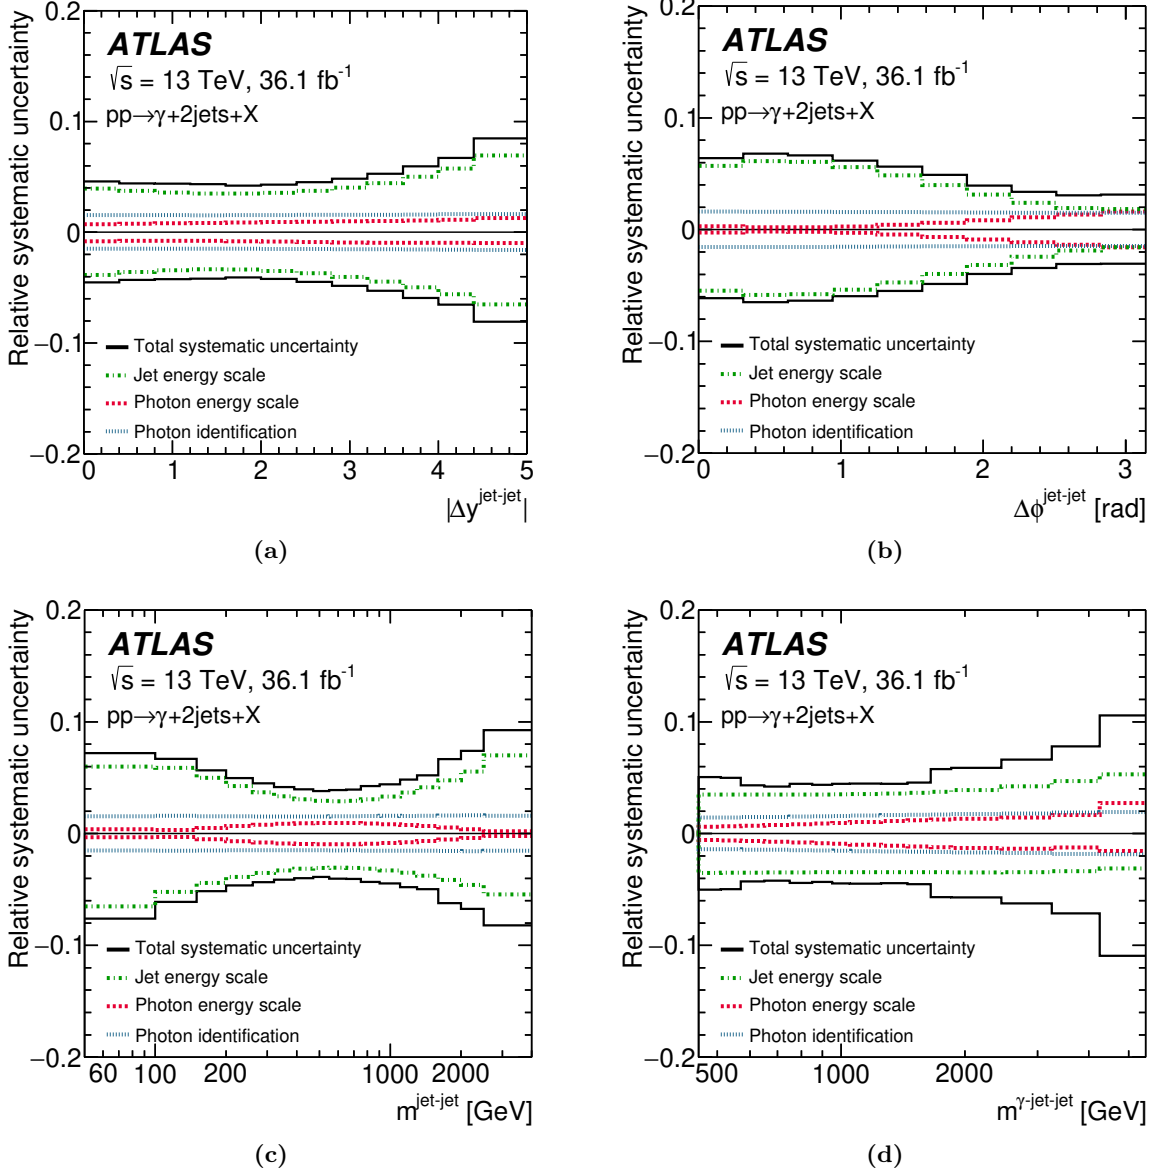 Relative systematic uncertainty
0.2
0.1
0
−0.1
−0.2
ATLAS
√s = 13 TeV, 36.1 fb-1
pp→γ+2jets+X
Total systematic uncertainty
Jet energy scale
Photon energy scale
Photon identification
0 1 2 3 4 5
|Δy jet-jet|
(a)
Relative systematic uncertainty
0.2
0.1
0
−0.1
−0.2
ATLAS
√s = 13 TeV, 36.1 fb-1
pp→γ+2jets+X
Total systematic uncertainty
Jet energy scale
Photon energy scale
Photon identification
0 1 2 3
Δϕ jet-jet [rad]
(b)
Relative systematic uncertainty
0.2
0.1
0
−0.1
−0.2
ATLAS
√s = 13 TeV, 36.1 fb-1
pp→γ+2jets+X
Total systematic uncertainty
Jet energy scale
Photon energy scale
Photon identification
60 100 200 1000 2000
m jet-jet [GeV]
(c)
Relative systematic uncertainty
0.2
0.1
0
−0.1
−0.2
ATLAS
√s = 13 TeV, 36.1 fb-1
pp→γ+2jets+X
Total systematic uncertainty
Jet energy scale
Photon energy scale
Photon identification
500 1000 2000
m γ-jet-jet [GeV]
(d)